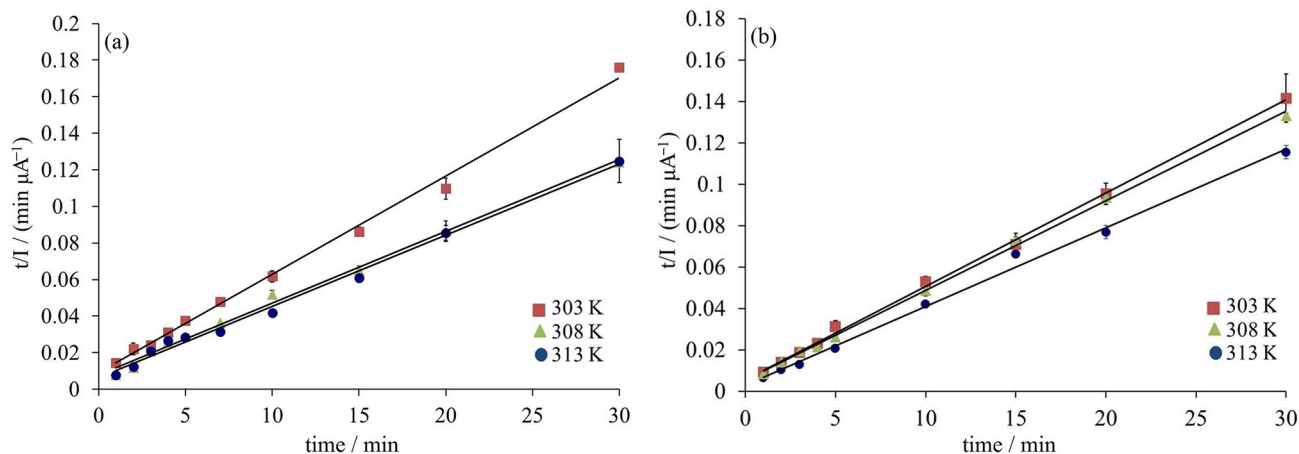 (a)
t/I / (min μA⁻¹)
0.2
0.18
0.16
0.14
0.12
0.1
0.08
0.06
0.04
0.02
0
0 5 10 15 20 25 30
time / min
303 K
308 K
313 K
(b)
t/I / (min μA⁻¹)
0.18
0.16
0.14
0.12
0.1
0.08
0.06
0.04
0.02
0
0 5 10 15 20 25 30
time / min
303 K
308 K
313 K